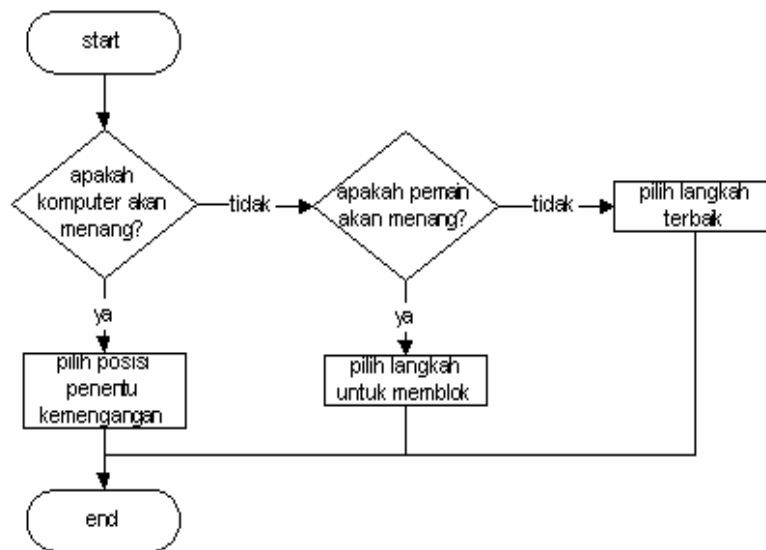 start
apakah
komputer akan
menang?
tidak
apakah pemain
akan menang?
tidak
pilih langkah
terbaik
ya
ya
pilih posisi
penentu
kemengangan
pilih langkah
untuk memblok
end